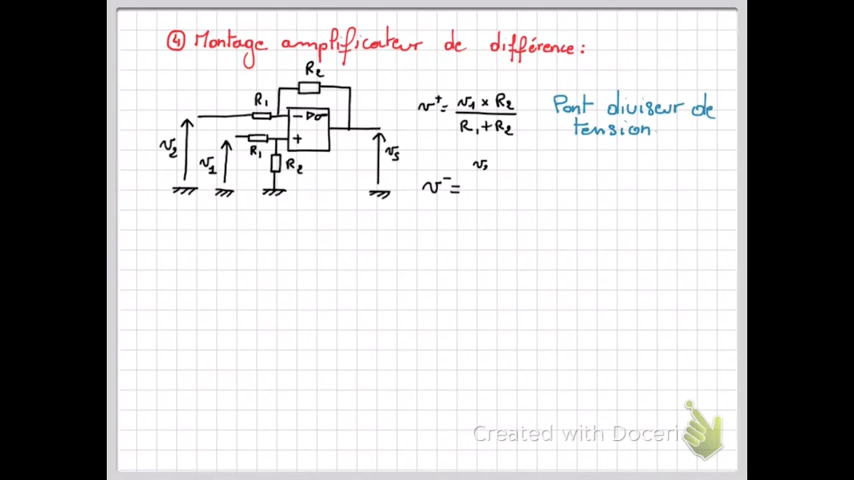 ④ Montage amplificateur de différence :
R2
R1
- ▷∞
+
v2
v1
R1
R2
vs
v⁺ = v1 × R2
R1 + R2
Pont diviseur de
tension
v⁻ =
Created with Doceri